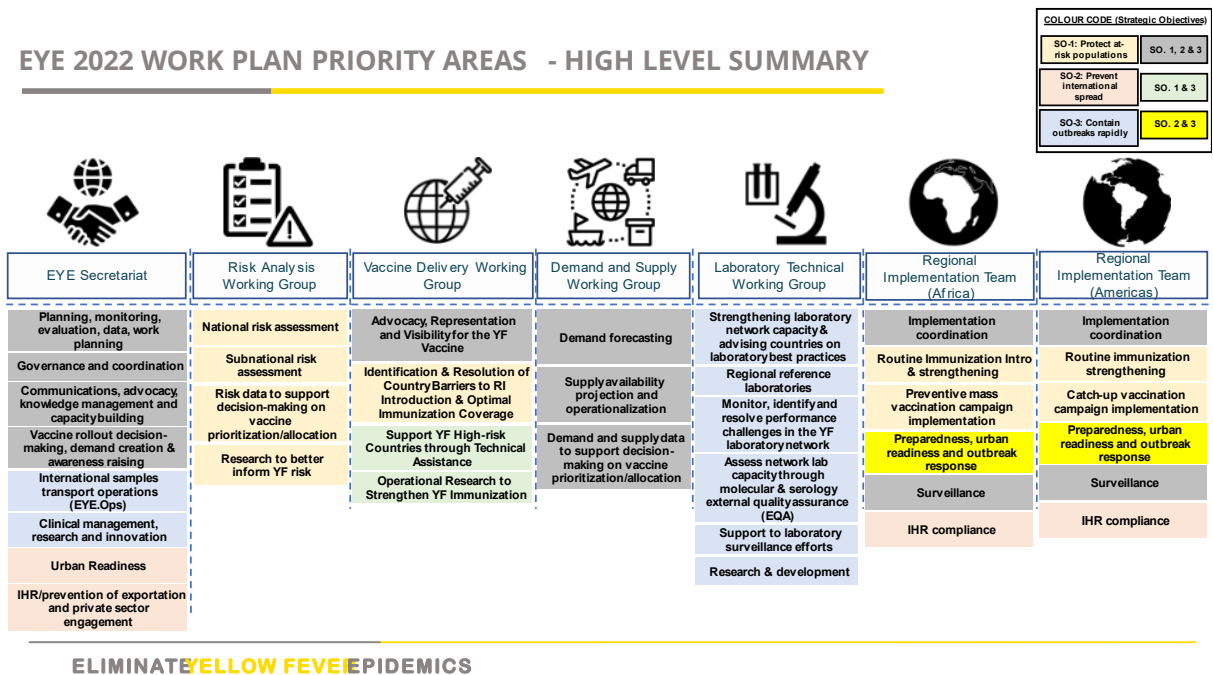 COLOUR CODE (Strategic Objectives)
SO-1: Protect at-
risk populations
SO. 1, 2 & 3
SO-2: Prevent
international
spread
SO. 1 & 3
SO-3: Contain
outbreaks rapidly
SO. 2 & 3
EYE 2022 WORK PLAN PRIORITY AREAS - HIGH LEVEL SUMMARY
EYE Secretariat
Planning, monitoring,
evaluation, data, work
planning
Governance and coordination
Communications, advocacy,
knowledge management and
capacity building
Vaccine rollout decision-
making, demand creation &
awareness raising
International samples
transport operations
(EYE.Ops)
Clinical management,
research and innovation
Urban Readiness
IHR/prevention of exportation
and private sector
engagement
Risk Analysis
Working Group
National risk assessment
Subnational risk
assessment
Risk data to support
decision-making on
vaccine
prioritization/allocation
Research to better
inform YF risk
Vaccine Delivery Working
Group
Advocacy, Representation
and Visibility for the YF
Vaccine
Identification & Resolution of
Country Barriers to RI
Introduction & Optimal
Immunization Coverage
Support YF High-risk
Countries through Technical
Assistance
Operational Research to
Strengthen YF Immunization
Demand and Supply
Working Group
Demand forecasting
Supply availability
projection and
operationalization
Demand and supply data
to support decision-
making on vaccine
prioritization/allocation
Laboratory Technical
Working Group
Strengthening laboratory
network capacity &
advising countries on
laboratory best practices
Regional reference
laboratories
Monitor, identify and
resolve performance
challenges in the YF
laboratory network
Assess network lab
capacity through
molecular & serology
external quality assurance
(EQA)
Support to laboratory
surveillance efforts
Research & development
Regional
Implementation Team
(Africa)
Implementation
coordination
Routine Immunization Intro
& strengthening
Preventive mass
vaccination campaign
implementation
Preparedness, urban
readiness and outbreak
response
Surveillance
IHR compliance
Regional
Implementation Team
(Americas)
Implementation
coordination
Routine immunization
strengthening
Catch-up vaccination
campaign implementation
Preparedness, urban
readiness and outbreak
response
Surveillance
IHR compliance
ELIMINATE YELLOW FEVER EPIDEMICS